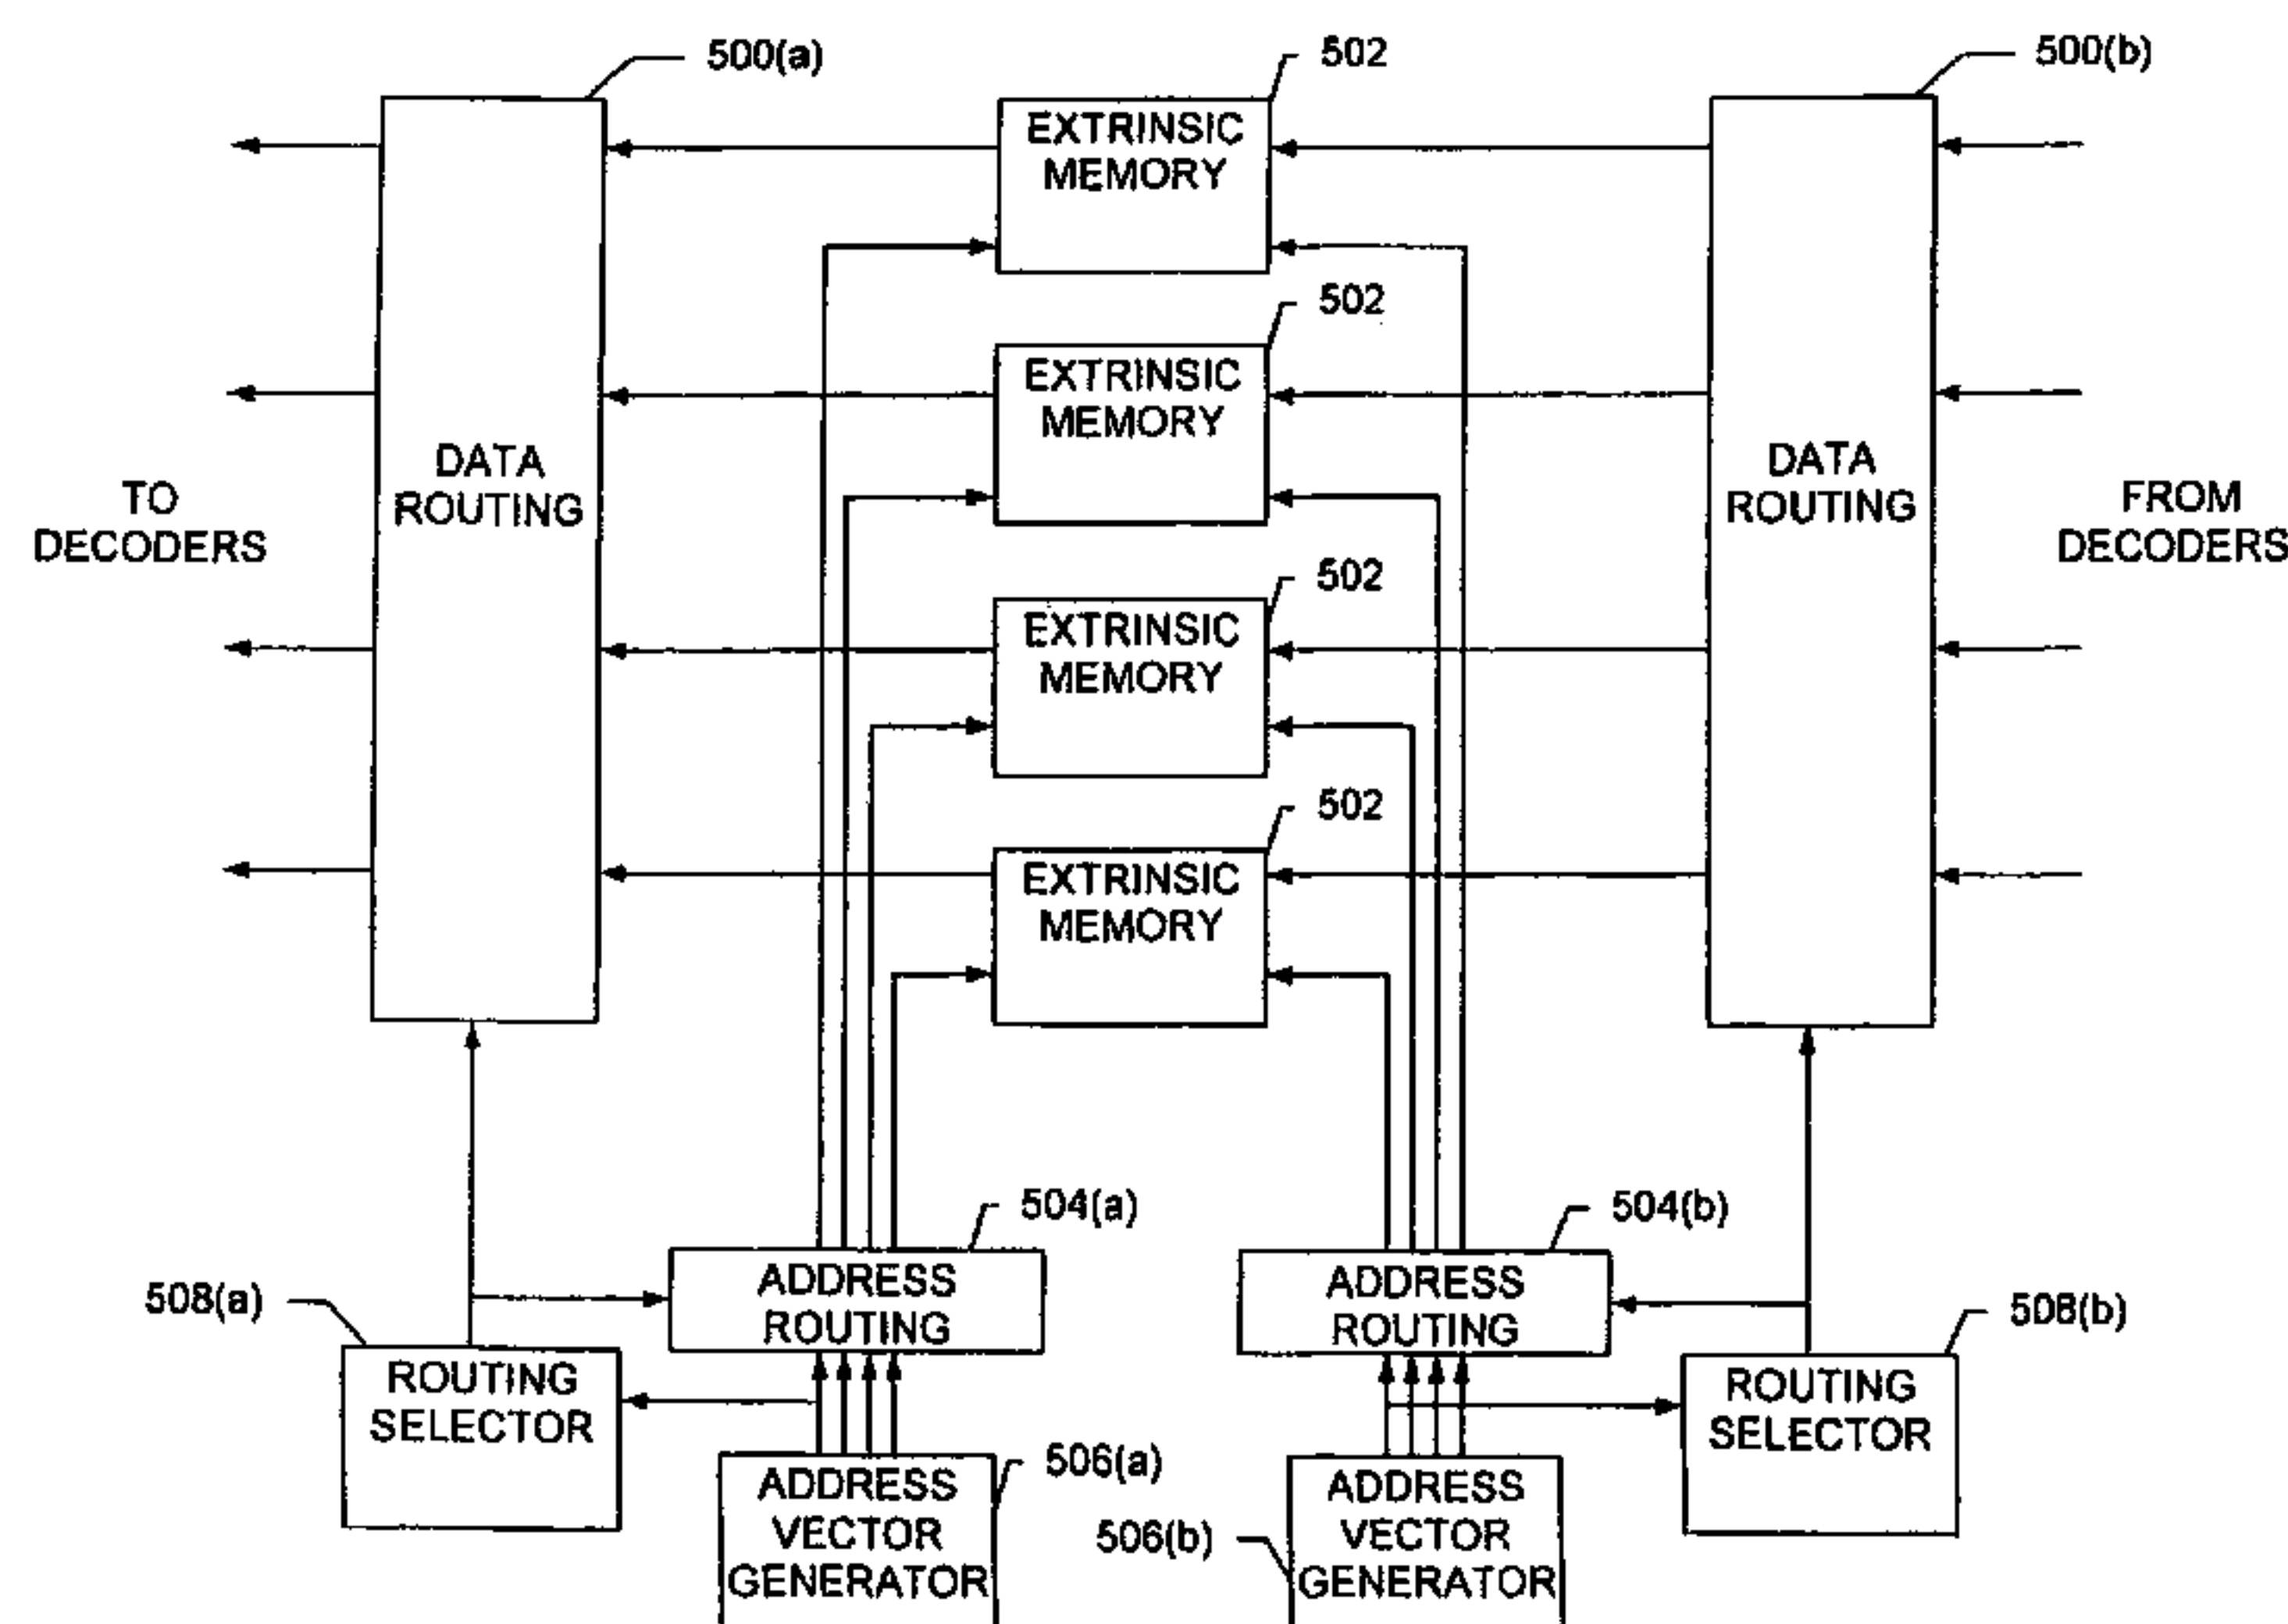 500(a)
502
500(b)
EXTRINSIC
MEMORY
502
EXTRINSIC
MEMORY
TO
DECODERS
DATA
ROUTING
DATA
ROUTING
FROM
DECODERS
502
EXTRINSIC
MEMORY
502
EXTRINSIC
MEMORY
504(a)
504(b)
508(a)
ADDRESS
ROUTING
ADDRESS
ROUTING
508(b)
ROUTING
SELECTOR
ROUTING
SELECTOR
506(a)
ADDRESS
VECTOR
GENERATOR
506(b)
ADDRESS
VECTOR
GENERATOR